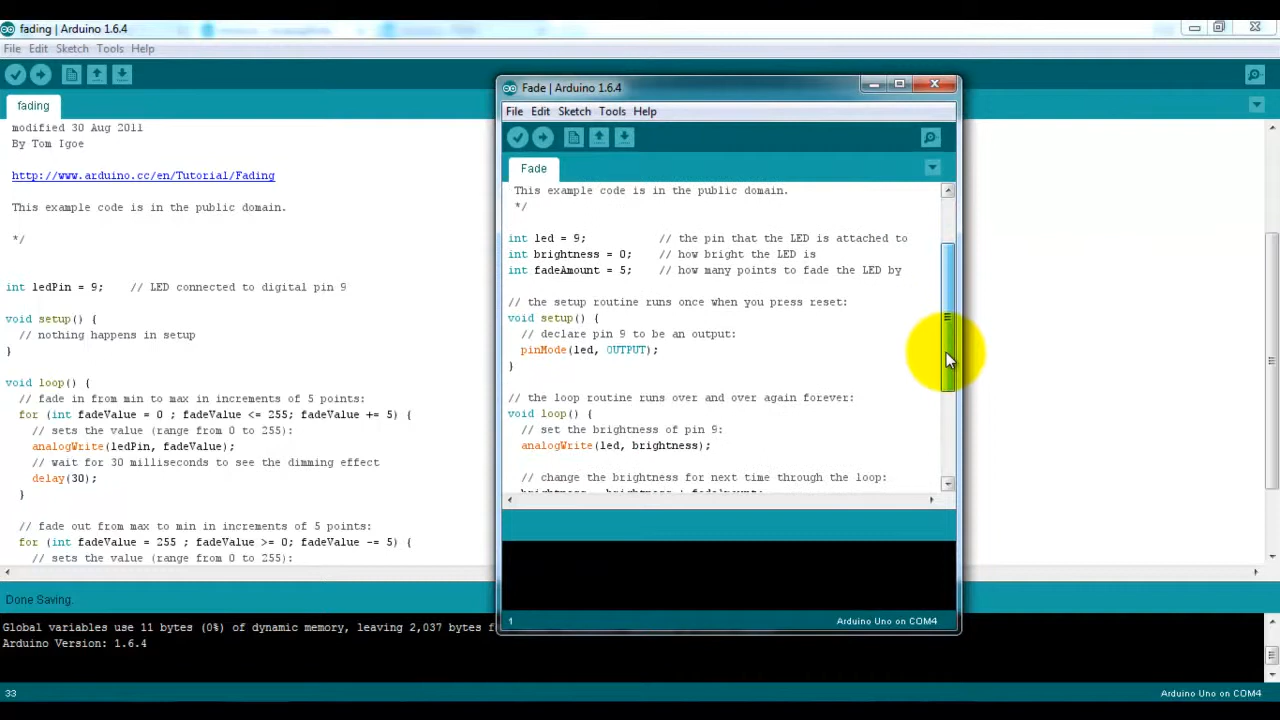 fading | Arduino 1.6.4
File Edit Sketch Tools Help
fading
modified 30 Aug 2011
By Tom Igoe
http://www.arduino.cc/en/Tutorial/Fading
This example code is in the public domain.
*/
int ledPin = 9;    // LED connected to digital pin 9
void setup() {
// nothing happens in setup
}
void loop() {
// fade in from min to max in increments of 5 points:
for (int fadeValue = 0 ; fadeValue <= 255; fadeValue += 5) {
// sets the value (range from 0 to 255):
analogWrite(ledPin, fadeValue);
// wait for 30 milliseconds to see the dimming effect
delay(30);
}
// fade out from max to min in increments of 5 points:
for (int fadeValue = 255 ; fadeValue >= 0; fadeValue -= 5) {
// sets the value (range from 0 to 255):
Done Saving.
Global variables use 11 bytes (0%) of dynamic memory, leaving 2,037 bytes
Arduino Version: 1.6.4
33
Arduino Uno on COM4
Fade | Arduino 1.6.4
File Edit Sketch Tools Help
Fade
This example code is in the public domain.
*/
int led = 9;           // the pin that the LED is attached to
int brightness = 0;    // how bright the LED is
int fadeAmount = 5;    // how many points to fade the LED by
// the setup routine runs once when you press reset:
void setup() {
// declare pin 9 to be an output:
pinMode(led, OUTPUT);
}
// the loop routine runs over and over again forever:
void loop() {
// set the brightness of pin 9:
analogWrite(led, brightness);
// change the brightness for next time through the loop:
1
Arduino Uno on COM4